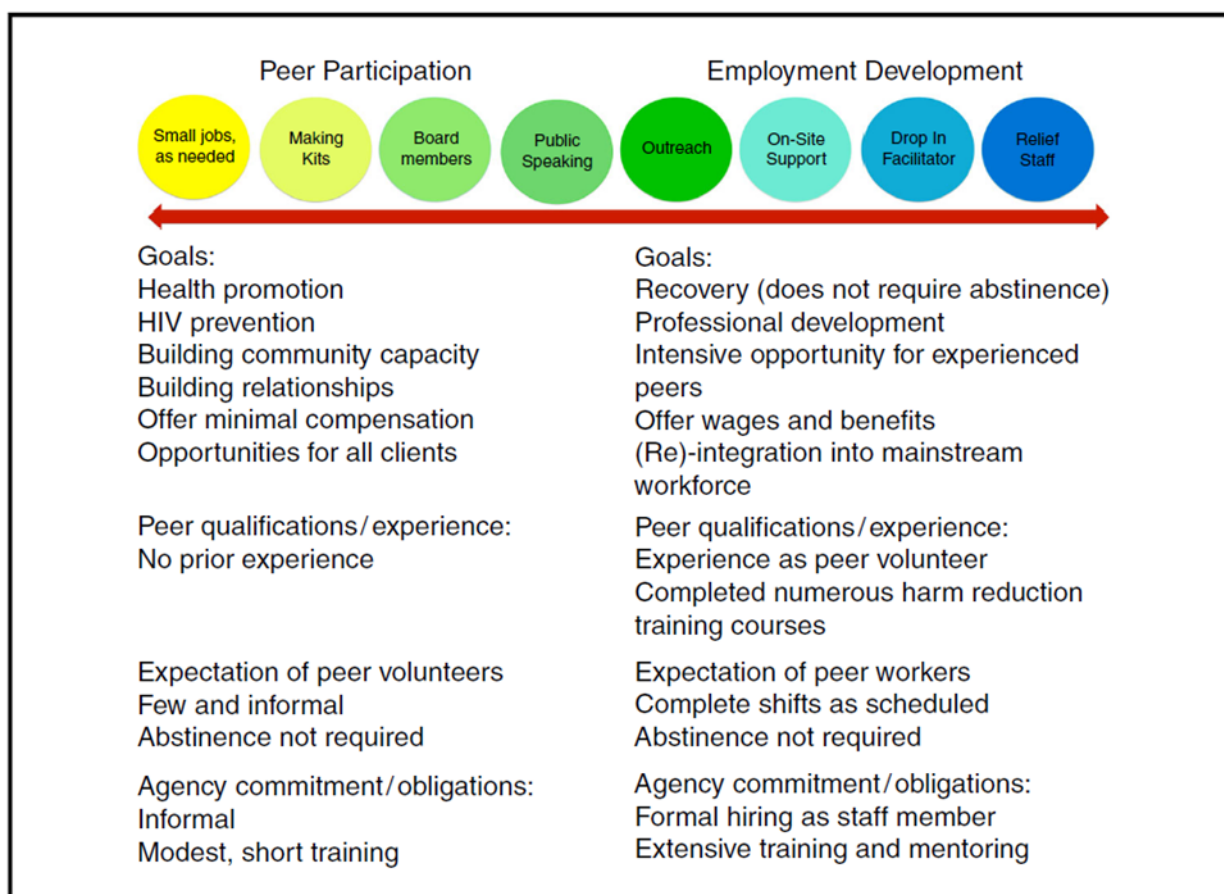 Peer Participation
Employment Development
Small jobs,
as needed
Making
Kits
Board
members
Public
Speaking
Outreach
On-Site
Support
Drop In
Facilitator
Relief
Staff
Goals:
Health promotion
HIV prevention
Building community capacity
Building relationships
Offer minimal compensation
Opportunities for all clients
Peer qualifications/experience:
No prior experience
Expectation of peer volunteers
Few and informal
Abstinence not required
Agency commitment/obligations:
Informal
Modest, short training
Goals:
Recovery (does not require abstinence)
Professional development
Intensive opportunity for experienced
peers
Offer wages and benefits
(Re)-integration into mainstream
workforce
Peer qualifications/experience:
Experience as peer volunteer
Completed numerous harm reduction
training courses
Expectation of peer workers
Complete shifts as scheduled
Abstinence not required
Agency commitment/obligations:
Formal hiring as staff member
Extensive training and mentoring